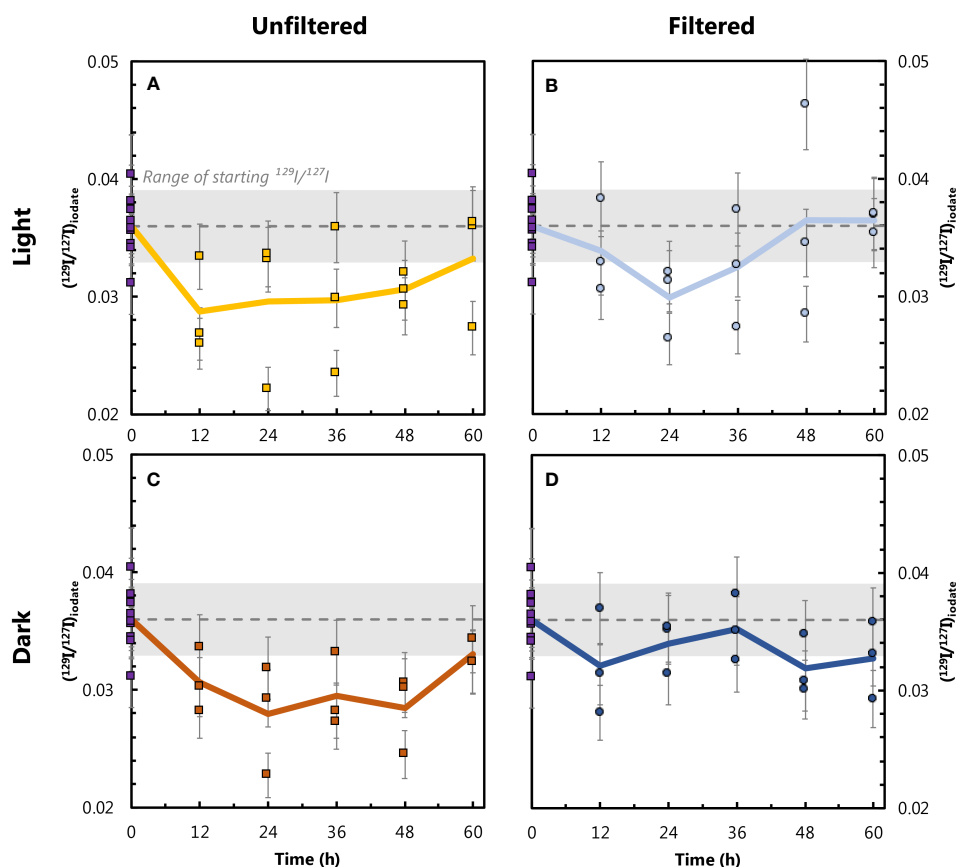 Unfiltered Filtered
Light
A
0.05
0.04
0.03
0.02
(¹²⁹I/¹²⁷I)iodate
Range of starting ¹²⁹I/¹²⁷I
0 12 24 36 48 60
B
0.05
0.04
0.03
0.02
(¹²⁹I/¹²⁷I)iodate
0 12 24 36 48 60
Dark
C
0.05
0.04
0.03
0.02
(¹²⁹I/¹²⁷I)iodate
0 12 24 36 48 60
Time (h)
D
0.05
0.04
0.03
0.02
(¹²⁹I/¹²⁷I)iodate
0 12 24 36 48 60
Time (h)